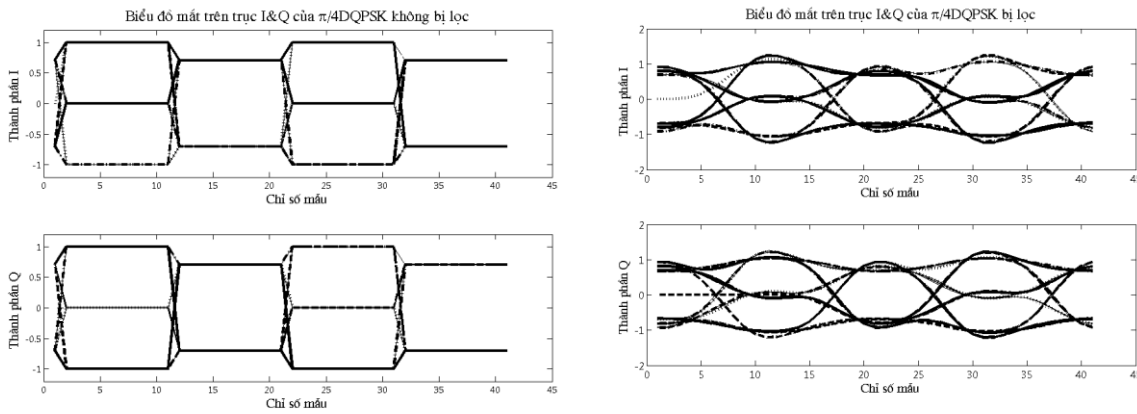 Biểu đồ mắt trên trục I&Q của π/4DQPSK không bị lọc
Thành phần I
1
0.5
0
-0.5
-1
0 5 10 15 20 25 30 35 40 45
Chỉ số mẫu
Thành phần Q
1
0.5
0
-0.5
-1
0 5 10 15 20 25 30 35 40 45
Chỉ số mẫu
Biểu đồ mắt trên trục I&Q của π/4DQPSK bị lọc
Thành phần I
2
1
0
-1
-2
0 5 10 15 20 25 30 35 40 45
Chỉ số mẫu
Thành phần Q
2
1
0
-1
-2
0 5 10 15 20 25 30 35 40 45
Chỉ số mẫu